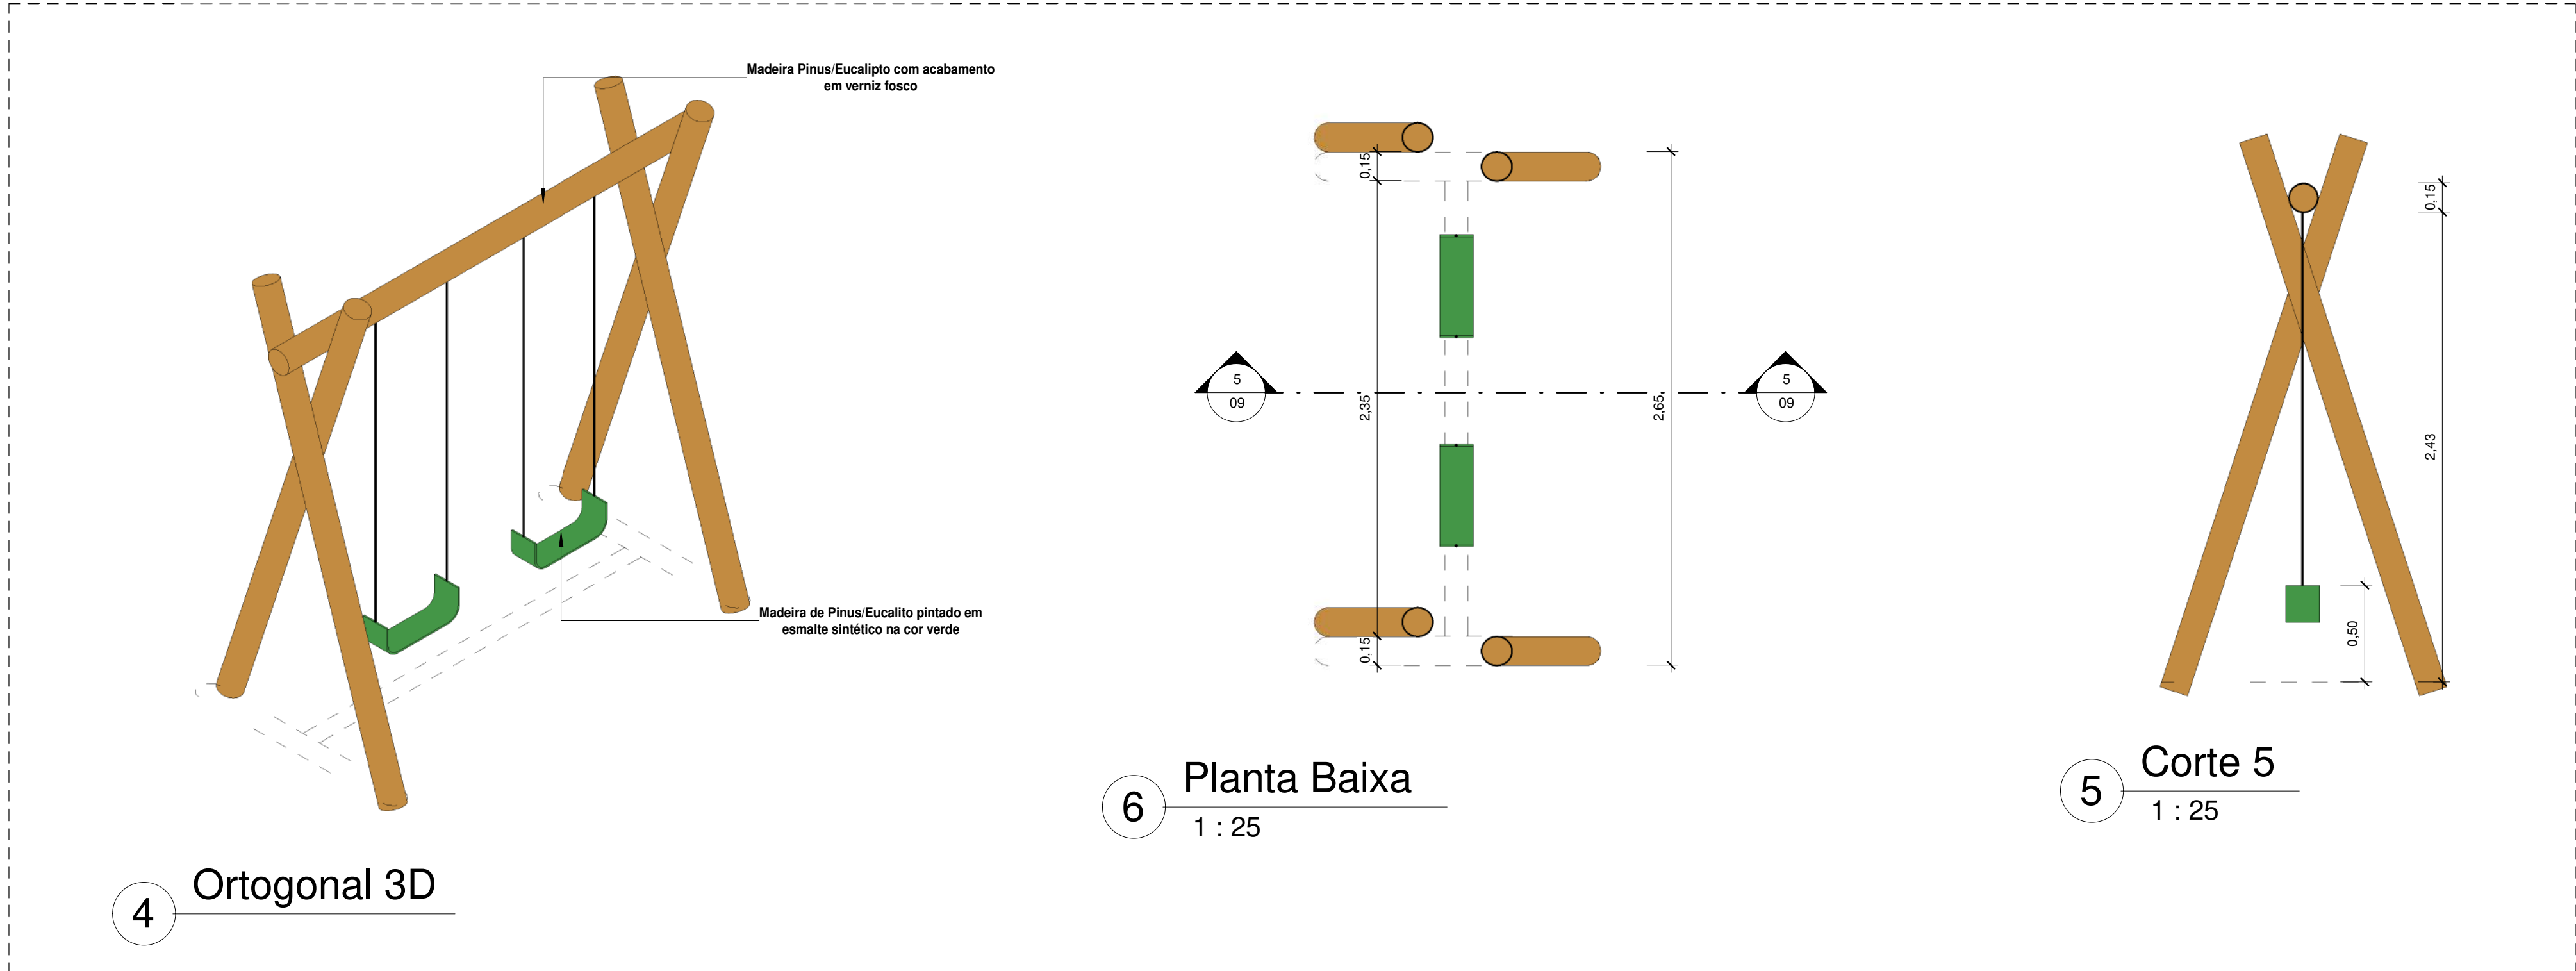 Madeira Pinus/Eucalipto com acabamento
em verniz fosco
Madeira de Pinus/Eucalito pintado em
esmalte sintético na cor verde
4
Ortogonal 3D
0,15
2,35
0,15
2,65
5
09
5
09
6
Planta Baixa
1 : 25
0,15
2,43
0,50
5
Corte 5
1 : 25